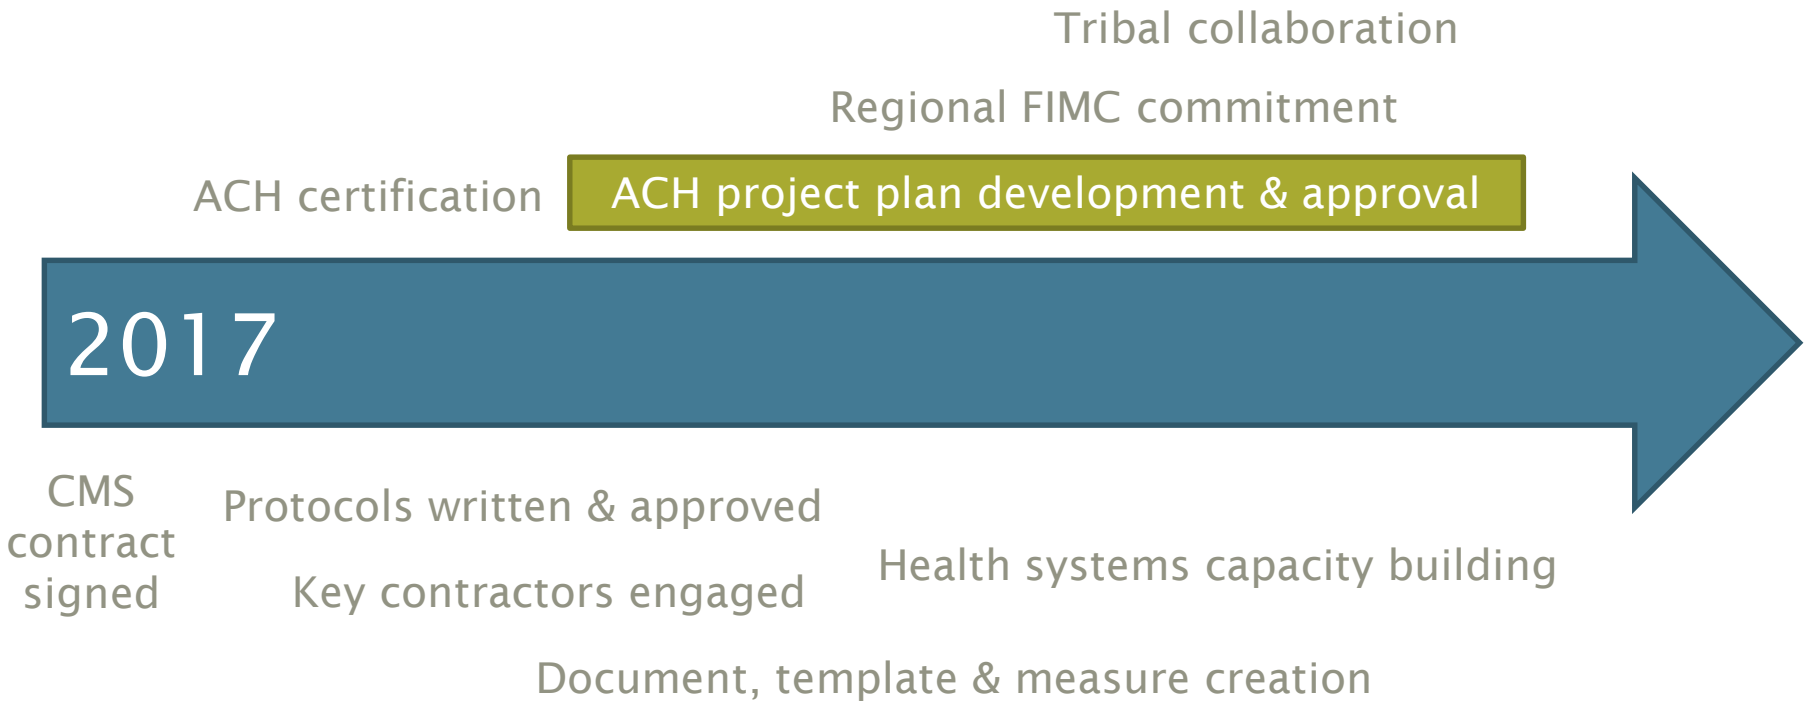 Tribal collaboration
Regional FIMC commitment
ACH certification
ACH project plan development & approval
2017
CMS
contract
signed
Protocols written & approved
Key contractors engaged
Health systems capacity building
Document, template & measure creation